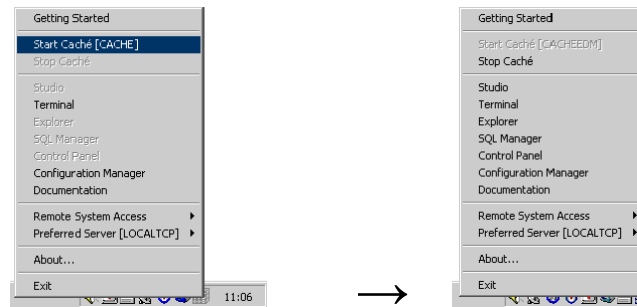 Getting Started
Start Caché [CACHE]
Stop Caché
Studio
Terminal
Explorer
SQL Manager
Control Panel
Configuration Manager
Documentation
Remote System Access
Preferred Server [LOCALTCP]
About...
Exit
11:06
Getting Started
Start Caché [CACHEEDM]
Stop Caché
Studio
Terminal
Explorer
SQL Manager
Control Panel
Configuration Manager
Documentation
Remote System Access
Preferred Server [LOCALTCP]
About...
Exit